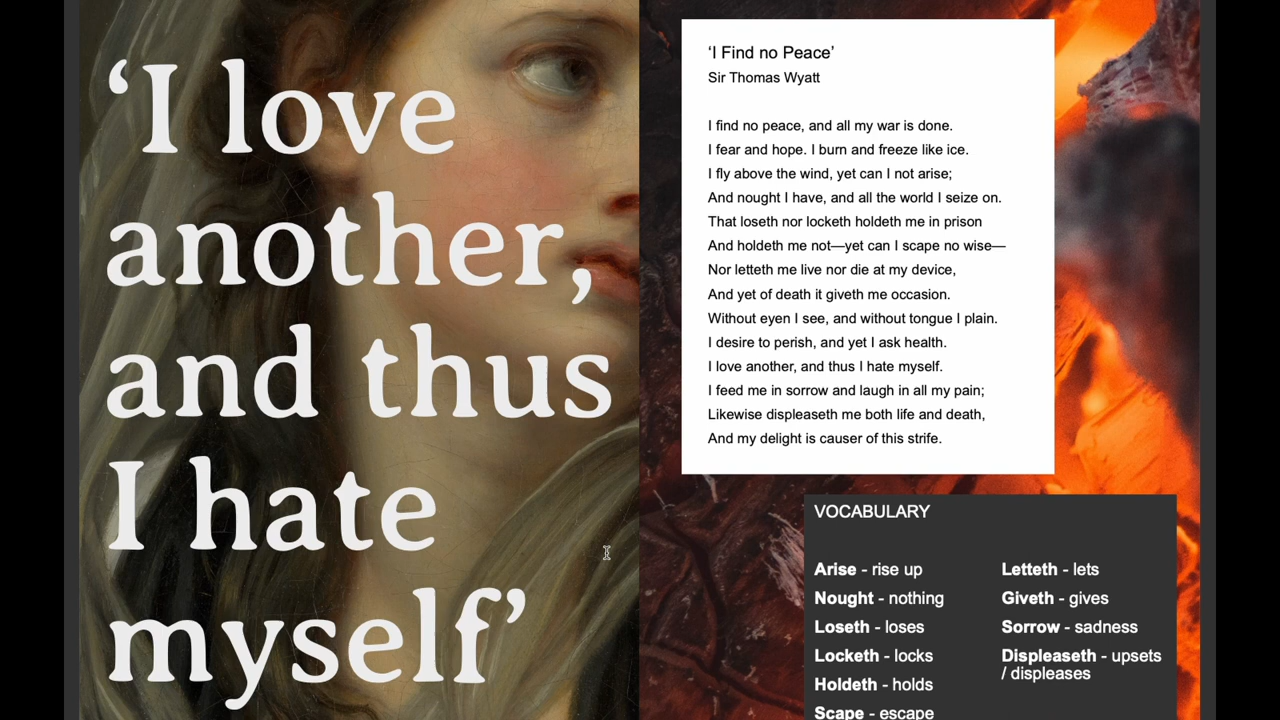 ‘I love
another,
and thus
I hate
myself’
‘I Find no Peace’
Sir Thomas Wyatt
I find no peace, and all my war is done.
I fear and hope. I burn and freeze like ice.
I fly above the wind, yet can I not arise;
And nought I have, and all the world I seize on.
That loseth nor locketh holdeth me in prison
And holdeth me not—yet can I scape no wise—
Nor letteth me live nor die at my device,
And yet of death it giveth me occasion.
Without eyen I see, and without tongue I plain.
I desire to perish, and yet I ask health.
I love another, and thus I hate myself.
I feed me in sorrow and laugh in all my pain;
Likewise displeaseth me both life and death,
And my delight is causer of this strife.
VOCABULARY
Arise - rise up
Nought - nothing
Loseth - loses
Locketh - locks
Holdeth - holds
Scape - escape
Letteth - lets
Giveth - gives
Sorrow - sadness
Displeaseth - upsets
/ displeases